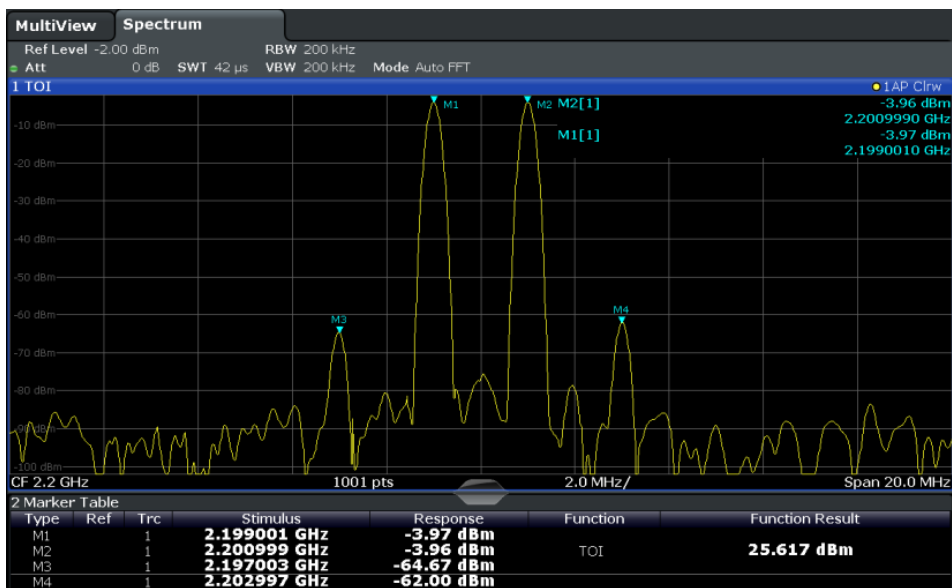 MultiView Spectrum
Ref Level -2.00 dBm RBW 200 kHz
Att 0 dB SWT 42 µs VBW 200 kHz Mode Auto FFT
1 TOI 1AP Clrw
M1 M2 M2[1] -3.96 dBm
2.2009990 GHz
M1[1] -3.97 dBm
2.1990010 GHz
-10 dBm
-20 dBm
-30 dBm
-40 dBm
-50 dBm
-60 dBm
M3 M4
-70 dBm
-80 dBm
-90 dBm
-100 dBm
CF 2.2 GHz 1001 pts 2.0 MHz/ Span 20.0 MHz
2 Marker Table
Type Ref Trc Stimulus Response Function Function Result
M1 1 2.199001 GHz -3.97 dBm
M2 1 2.200999 GHz -3.96 dBm TOI 25.617 dBm
M3 1 2.197003 GHz -64.67 dBm
M4 1 2.202997 GHz -62.00 dBm